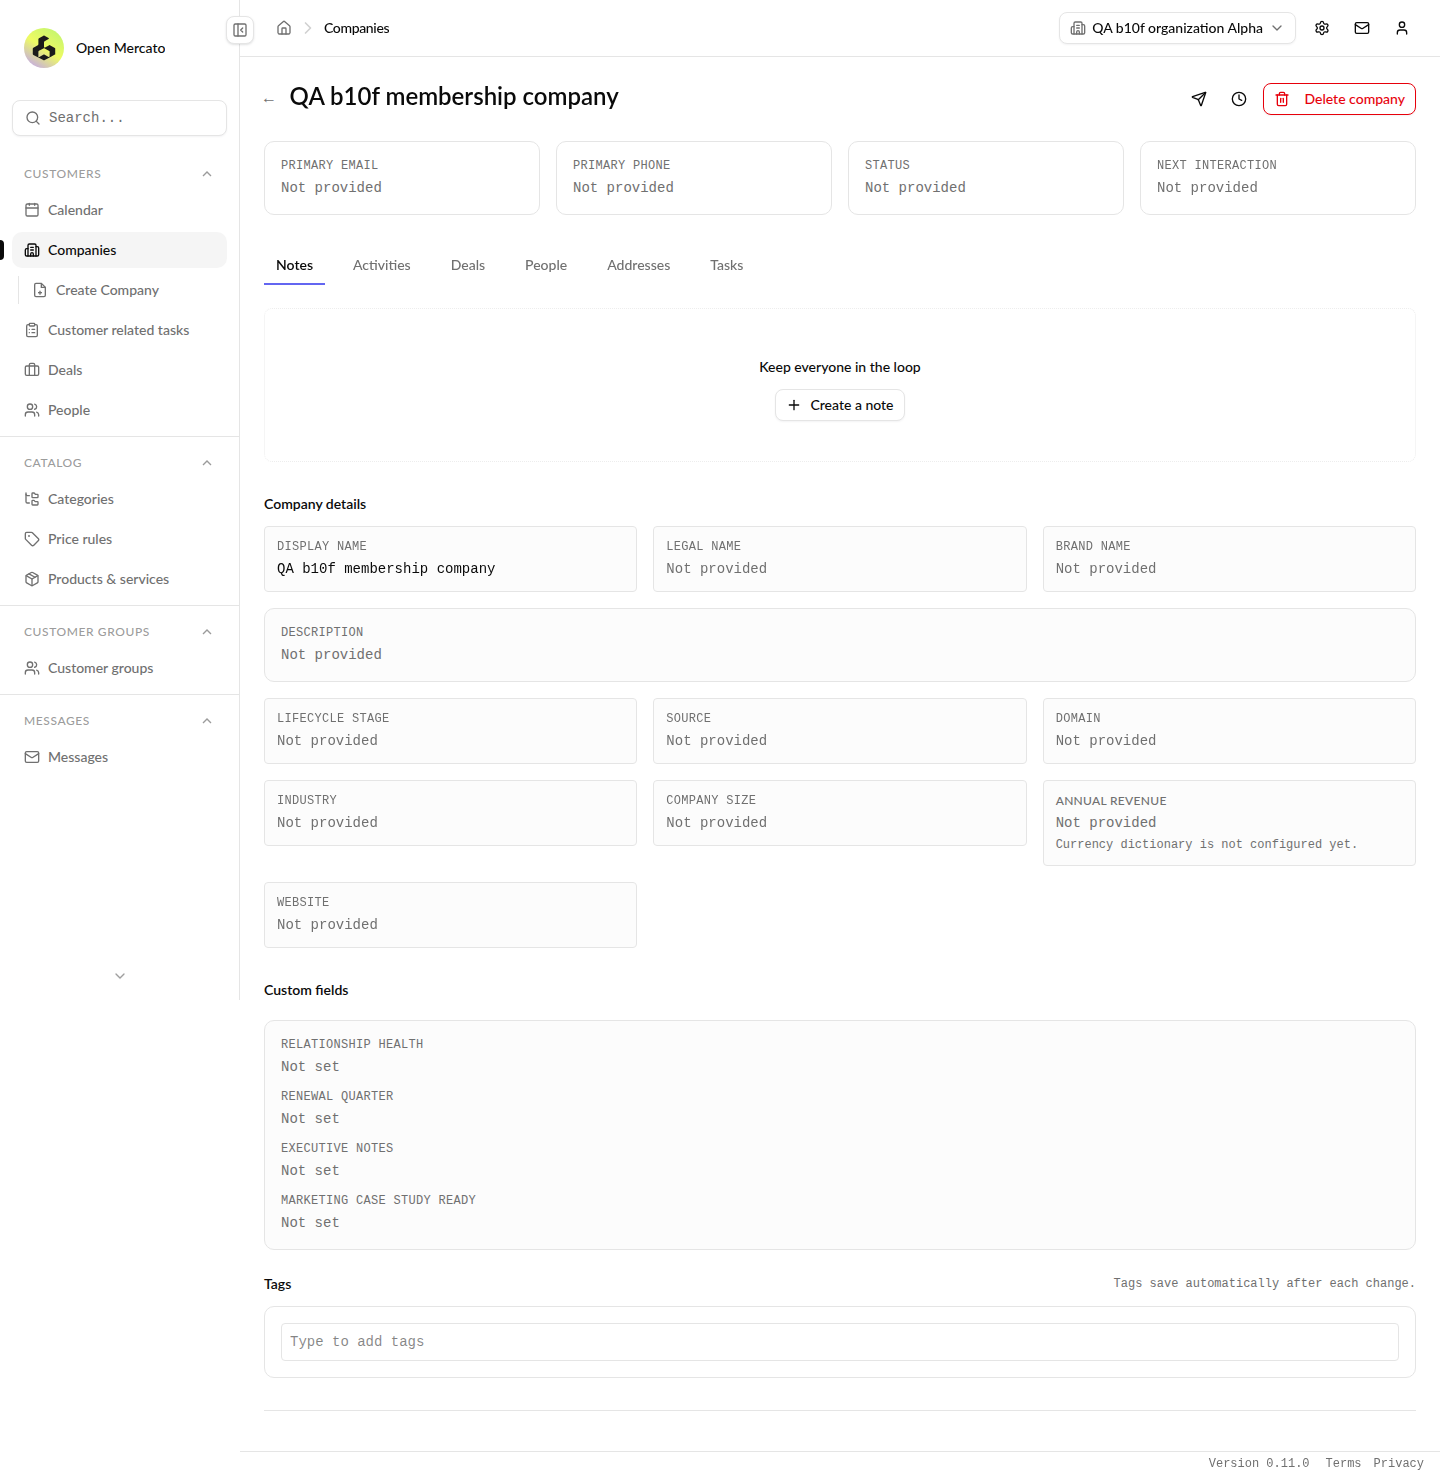 Open Mercato
Companies
QA b10f organization Alpha
Search...
CUSTOMERS
Calendar
Companies
Create Company
Customer related tasks
Deals
People
CATALOG
Categories
Price rules
Products & services
CUSTOMER GROUPS
Customer groups
MESSAGES
Messages
← QA b10f membership company
Delete company
PRIMARY EMAIL
Not provided
PRIMARY PHONE
Not provided
STATUS
Not provided
NEXT INTERACTION
Not provided
Notes Activities Deals People Addresses Tasks
Keep everyone in the loop
Create a note
Company details
DISPLAY NAME
QA b10f membership company
LEGAL NAME
Not provided
BRAND NAME
Not provided
DESCRIPTION
Not provided
LIFECYCLE STAGE
Not provided
SOURCE
Not provided
DOMAIN
Not provided
INDUSTRY
Not provided
COMPANY SIZE
Not provided
ANNUAL REVENUE
Not provided
Currency dictionary is not configured yet.
WEBSITE
Not provided
Custom fields
RELATIONSHIP HEALTH
Not set
RENEWAL QUARTER
Not set
EXECUTIVE NOTES
Not set
MARKETING CASE STUDY READY
Not set
Tags
Tags save automatically after each change.
Type to add tags
Version 0.11.0 Terms Privacy